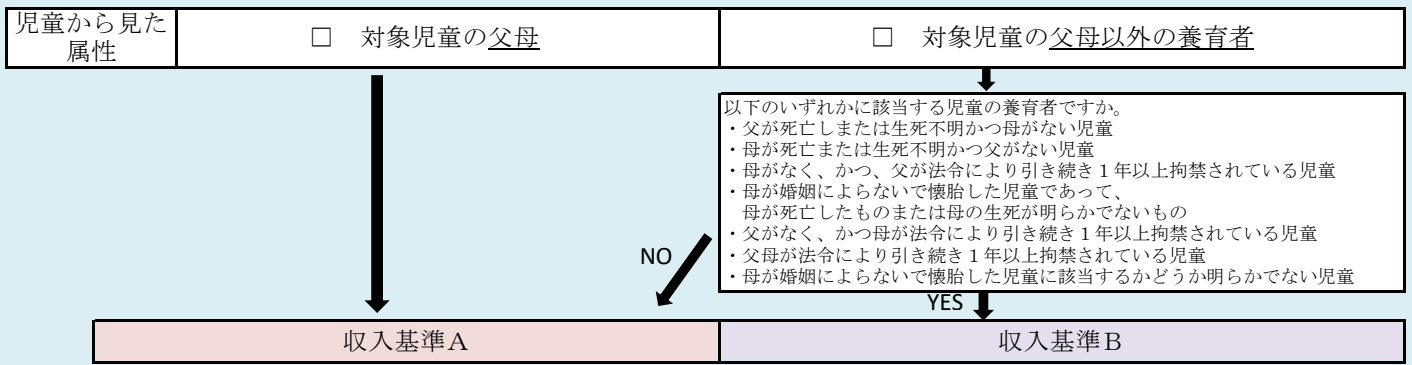 児童から見た
属性
□　対象児童の父母
□　対象児童の父母以外の養育者
以下のいずれかに該当する児童の養育者ですか。
・父が死亡しまたは生死不明かつ母がない児童
・母が死亡または生死不明かつ父がない児童
・母がなく、かつ、父が法令により引き続き１年以上拘禁されている児童
・母が婚姻によらないで懐胎した児童であって、
　母が死亡したものまたは母の生死が明らかでないもの
・父がなく、かつ母が法令により引き続き１年以上拘禁されている児童
・父母が法令により引き続き１年以上拘禁されている児童
・母が婚姻によらないで懐胎した児童に該当するかどうか明らかでない児童
NO
YES
収入基準Ａ
収入基準Ｂ